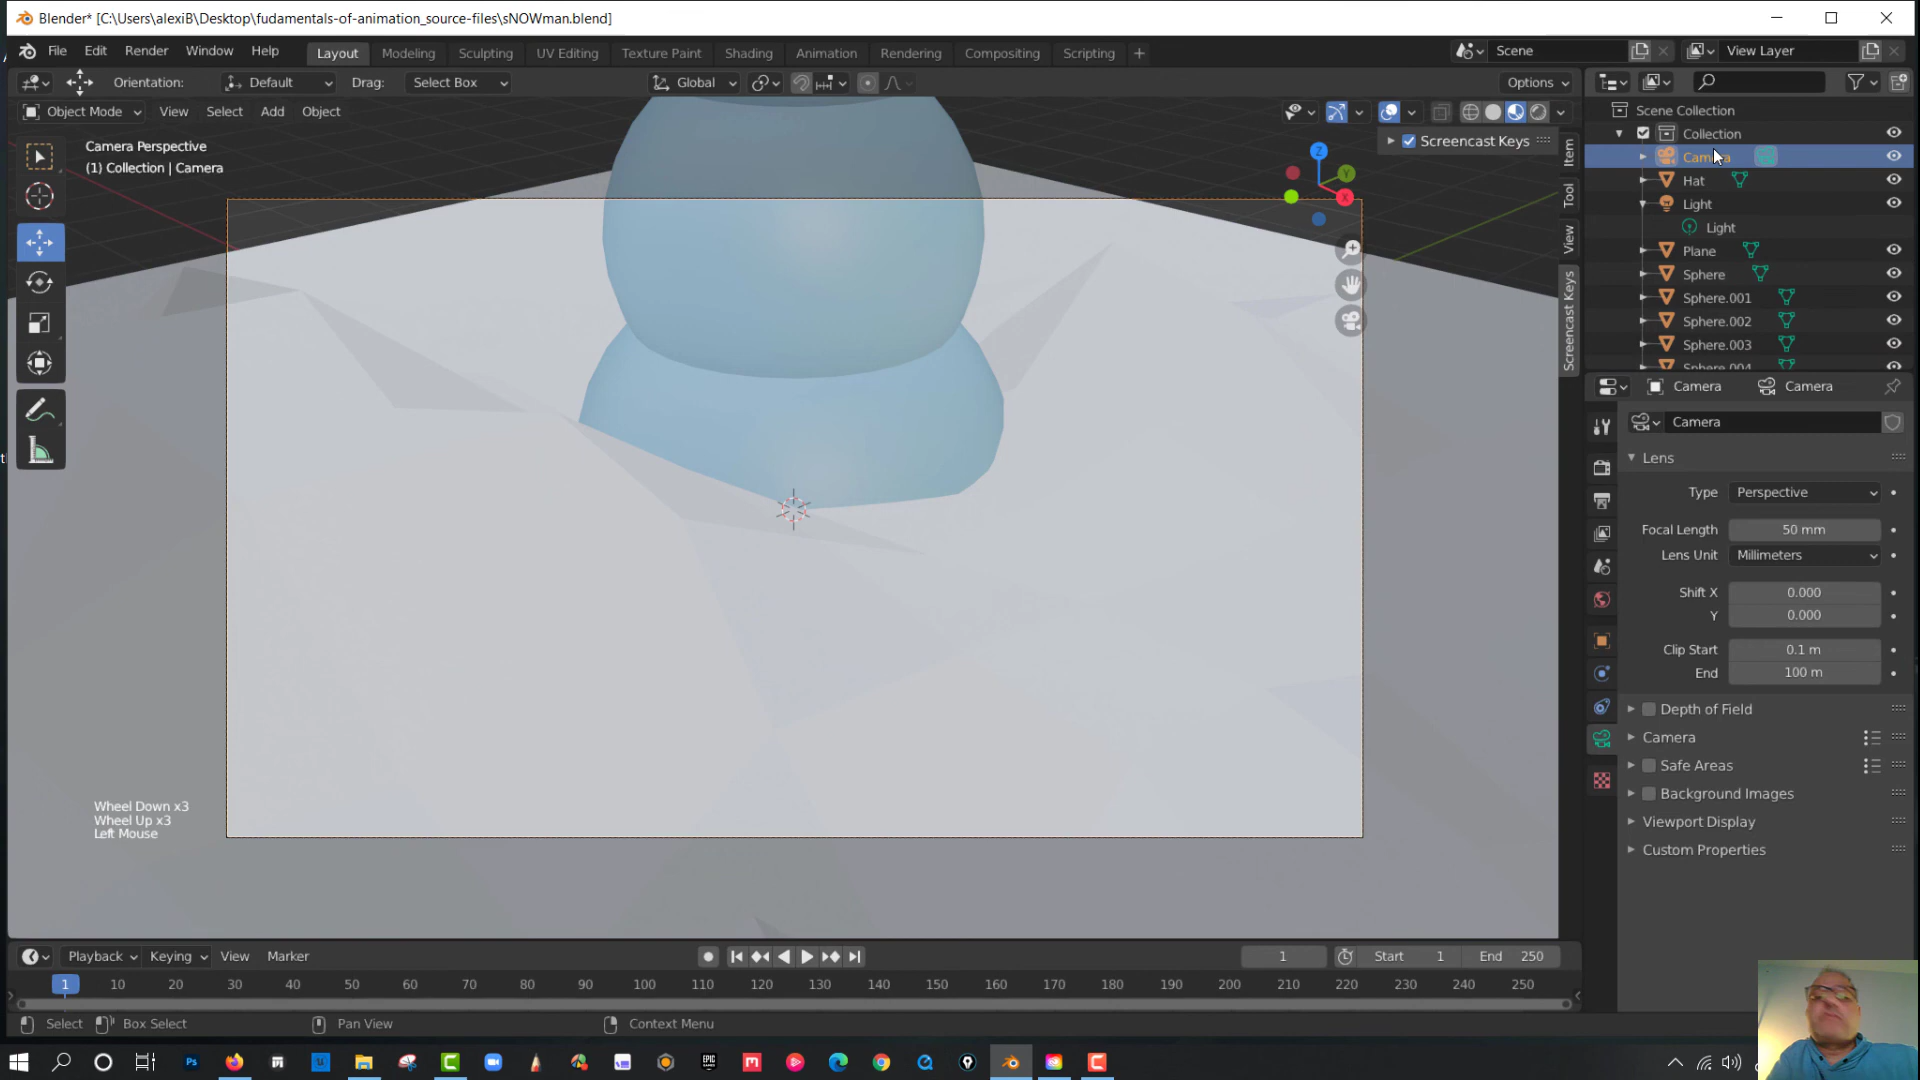 Blender* [C:\Users\alexiB\Desktop\fudamentals-of-animation_source-files\sNOWman.blend]
File Edit Render Window Help Layout Modeling Sculpting UV Editing Texture Paint Shading Animation Rendering Compositing Scripting + Scene View Layer
Orientation: Default Drag: Select Box Global Options
Object Mode View Select Add Object
Camera Perspective
(1) Collection | Camera
Z
Y
X
Screencast Keys
Item
Tool
View
Screencast Keys
Scene Collection
Collection
Camera
Hat
Light
Light
Plane
Sphere
Sphere.001
Sphere.002
Sphere.003
Sphere.004
Camera Camera
Camera
Lens
Type Perspective
Focal Length 50 mm
Lens Unit Millimeters
Shift X 0.000
Y 0.000
Clip Start 0.1 m
End 100 m
Depth of Field
Camera
Safe Areas
Background Images
Viewport Display
Custom Properties
Wheel Down x3
Wheel Up x3
Left Mouse
Playback Keying View Marker 1 Start 1 End 250
1 10 20 30 40 50 60 70 80 90 100 110 120 130 140 150 160 170 180 190 200 210 220 230 240 250
Select Box Select Pan View Context Menu
Ps
EPIC GAMES